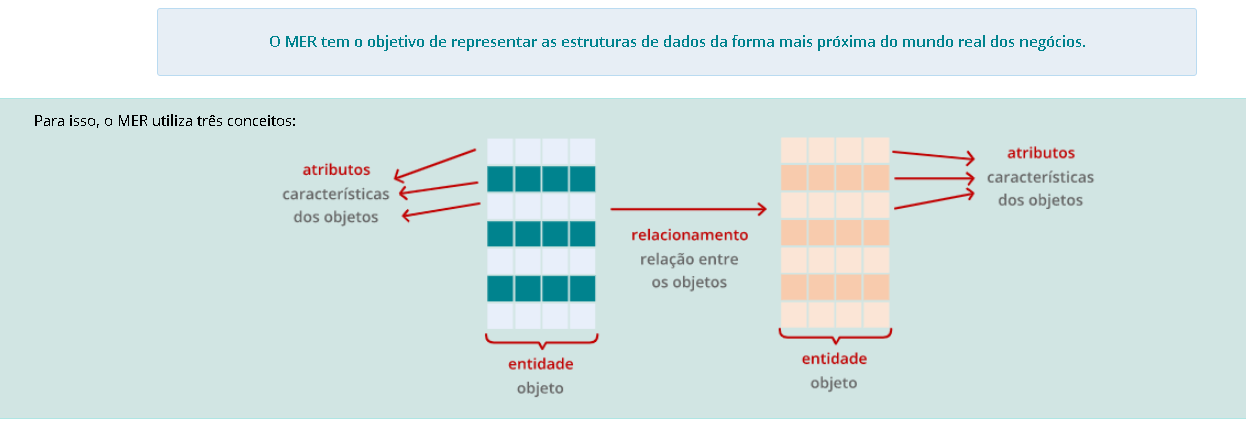 O MER tem o objetivo de representar as estruturas de dados da forma mais próxima do mundo real dos negócios.
Para isso, o MER utiliza três conceitos:
atributos
características
dos objetos
relacionamento
relação entre
os objetos
atributos
características
dos objetos
entidade
objeto
entidade
objeto